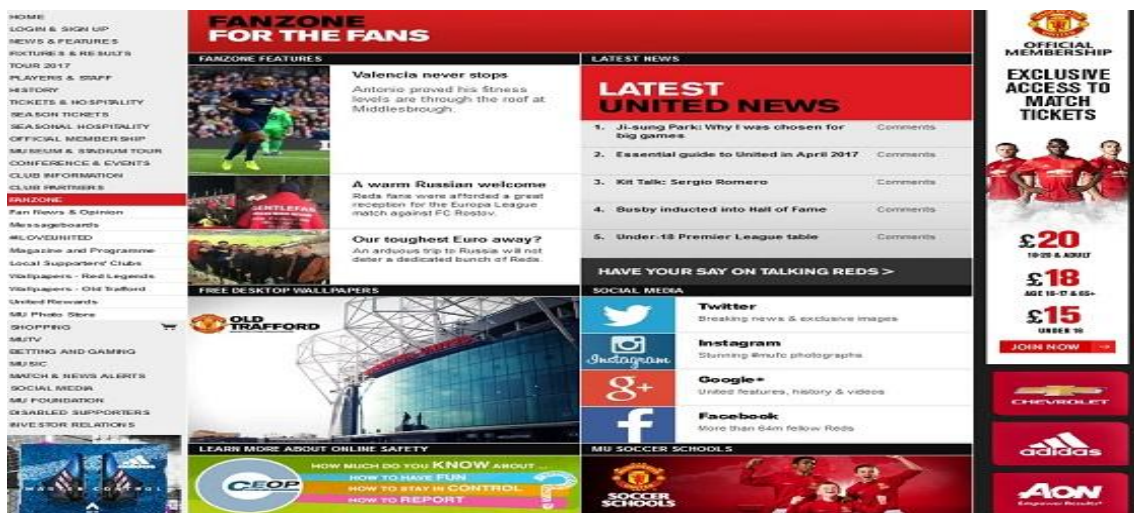 HOME
LOGIN & SIGN UP
NEWS & FEATURES
FIXTURES & RESULTS
TOUR 2017
PLAYERS & STAFF
HISTORY
TICKETS & HOSPITALITY
SEASON TICKETS
SEASONAL HOSPITALITY
OFFICIAL MEMBERSHIP
MUSEUM & STADIUM TOUR
CONFERENCE & EVENTS
CLUB INFORMATION
CLUB PARTNERS
FANZONE
Fan News & Opinion
Messageboards
#ILOVEUNITED
Magazine and Programme
Local Supporters' Clubs
Wallpapers - Red Legends
Wallpapers - Old Trafford
United Rewards
MU Photo Store
SHOPPING
MUTV
BETTING AND GAMING
MUSIC
MATCH & NEWS ALERTS
SOCIAL MEDIA
MU FOUNDATION
DISABLED SUPPORTERS
INVESTOR RELATIONS
adidas
MASTER CONTROL
FANZONE
FOR THE FANS
FANZONE FEATURES
Valencia never stops
Antonio proved his fitness
levels are through the roof at
Middlesbrough.
A warm Russian welcome
Reds fans were afforded a great
reception for the Europa League
match against FC Rostov.
Our toughest Euro away?
An arduous trip to Russia will not
deter a dedicated bunch of Reds.
FREE DESKTOP WALLPAPERS
OLD
TRAFFORD
LEARN MORE ABOUT ONLINE SAFETY
CEOP
HOW MUCH DO YOU KNOW ABOUT ...
HOW TO HAVE FUN
HOW TO STAY IN CONTROL
HOW TO REPORT
LATEST NEWS
LATEST
UNITED NEWS
1. Ji-sung Park: Why I was chosen for big games Comments
2. Essential guide to United in April 2017 Comments
3. Kit Talk: Sergio Romero Comments
4. Busby inducted into Hall of Fame Comments
5. Under-18 Premier League table Comments
HAVE YOUR SAY ON TALKING REDS >
SOCIAL MEDIA
Twitter
Breaking news & exclusive images
Instagram
Instagram
Stunning #mufc photographs
g+
Google+
United features, history & videos
f
Facebook
More than 64m fellow Reds
MU SOCCER SCHOOLS
SOCCER
SCHOOLS
OFFICIAL
MEMBERSHIP
EXCLUSIVE
ACCESS TO
MATCH
TICKETS
£20
£18
£15
UNDER 16
JOIN NOW
CHEVROLET
adidas
AON
Empower Results